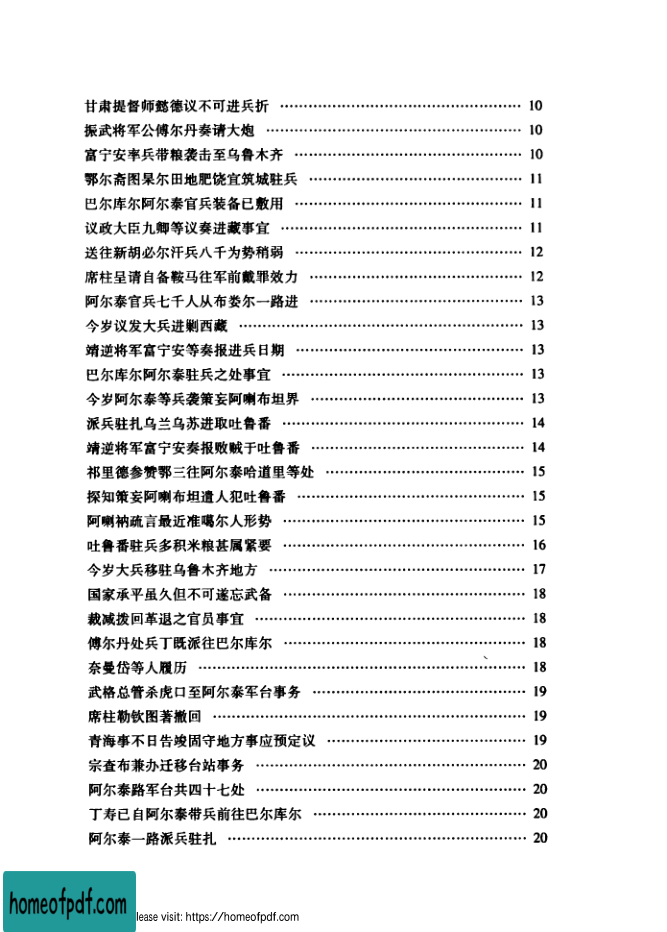 甘肃提督师懿德议不可进兵折 …… 10
振武将军公傅尔丹奏请大炮 …… 10
富宁安率兵带粮袭击至乌鲁木齐 …… 10
鄂尔斋图杲尔田地肥饶宜筑城驻兵 …… 11
巴尔库尔阿尔泰官兵装备已敷用 …… 11
议政大臣九卿等议奏进藏事宜 …… 11
送往新胡必尔汗兵八千为势稍弱 …… 12
席柱呈请自备鞍马往军前戴罪效力 …… 12
阿尔泰官兵七千人从布娄尔一路进 …… 13
今岁议发大兵进剿西藏 …… 13
靖逆将军富宁安等奏报进兵日期 …… 13
巴尔库尔阿尔泰驻兵之处事宜 …… 13
今岁阿尔泰等兵袭策妄阿喇布坦界 …… 13
派兵驻扎乌兰乌苏进取吐鲁番 …… 14
靖逆将军富宁安奏报败贼于吐鲁番 …… 14
祁里德参赞鄂三往阿尔泰哈道里等处 …… 15
探知策妄阿喇布坦遣人犯吐鲁番 …… 15
阿喇衲疏言最近准噶尔人形势 …… 15
吐鲁番驻兵多积米粮甚属紧要 …… 16
今岁大兵移驻乌鲁木齐地方 …… 17
国家承平虽久但不可遂忘武备 …… 18
裁减拨回革退之官员事宜 …… 18
傅尔丹处兵丁既派往巴尔库尔 …… 18
奈曼岱等人履历 …… 18
武格总管杀虎口至阿尔泰军台事务 …… 19
席柱勒钦图著撤回 …… 19
青海事不日告竣固守地方事应预定议 …… 19
宗查布兼办迁移台站事务 …… 20
阿尔泰路军台共四十七处 …… 20
丁寿已自阿尔泰带兵前往巴尔库尔 …… 20
阿尔泰一路派兵驻扎 …… 20
homeofpdf.com lease visit: https://homeofpdf.com